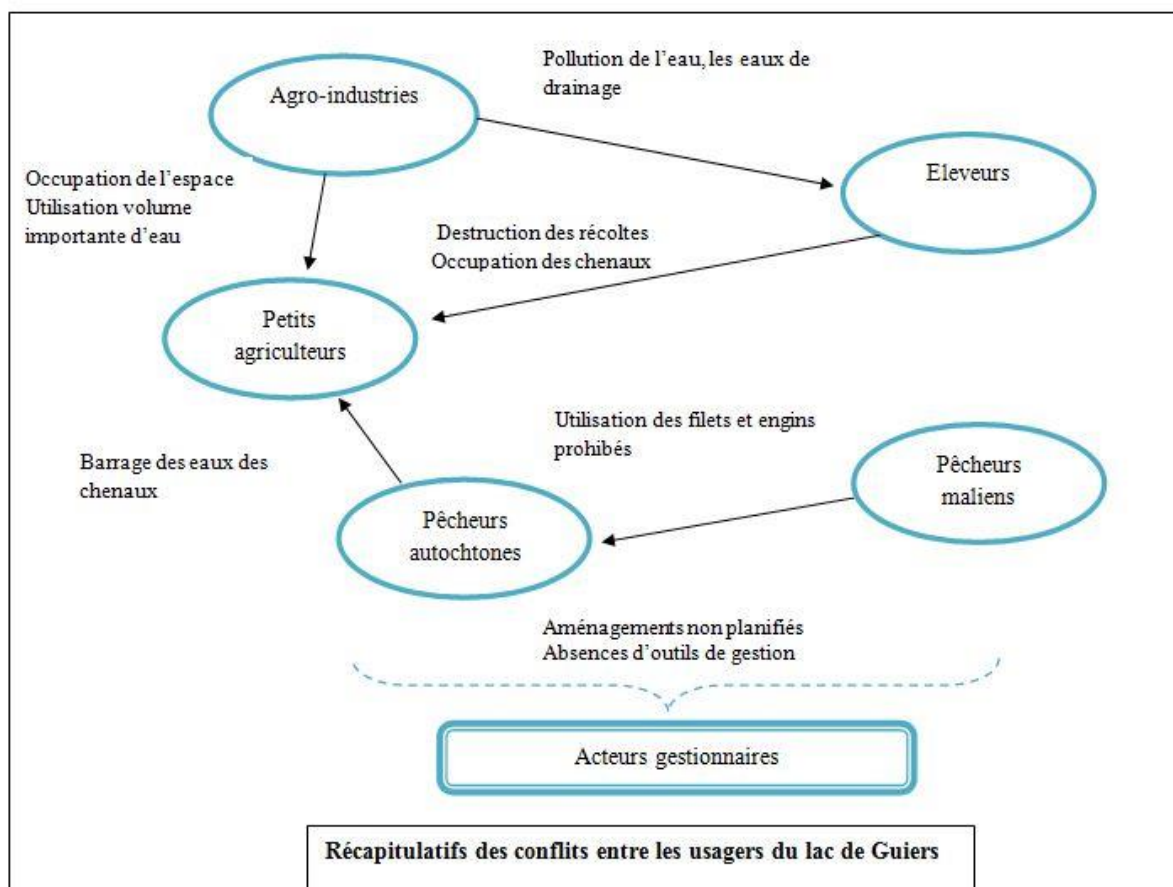 Agro-industries
Pollution de l'eau, les eaux de
drainage
Eleveurs
Occupation de l'espace
Utilisation volume
importante d'eau
Destruction des récoltes
Occupation des chenaux
Petits
agriculteurs
Utilisation des filets et engins
prohibés
Pêcheurs
maliens
Barrage des eaux des
chenaux
Pêcheurs
autochtones
Aménagements non planifiés
Absences d'outils de gestion
Acteurs gestionnaires
Récapitulatifs des conflits entre les usagers du lac de Guiers